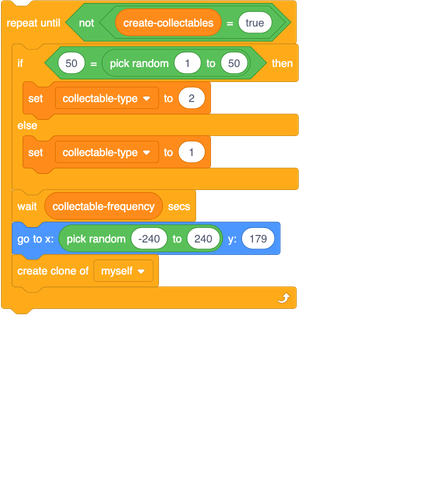 repeat until not create-collectables = true
if 50 = pick random 1 to 50 then
set collectable-type to 2
else
set collectable-type to 1
wait collectable-frequency secs
go to x: pick random -240 to 240 y: 179
create clone of myself